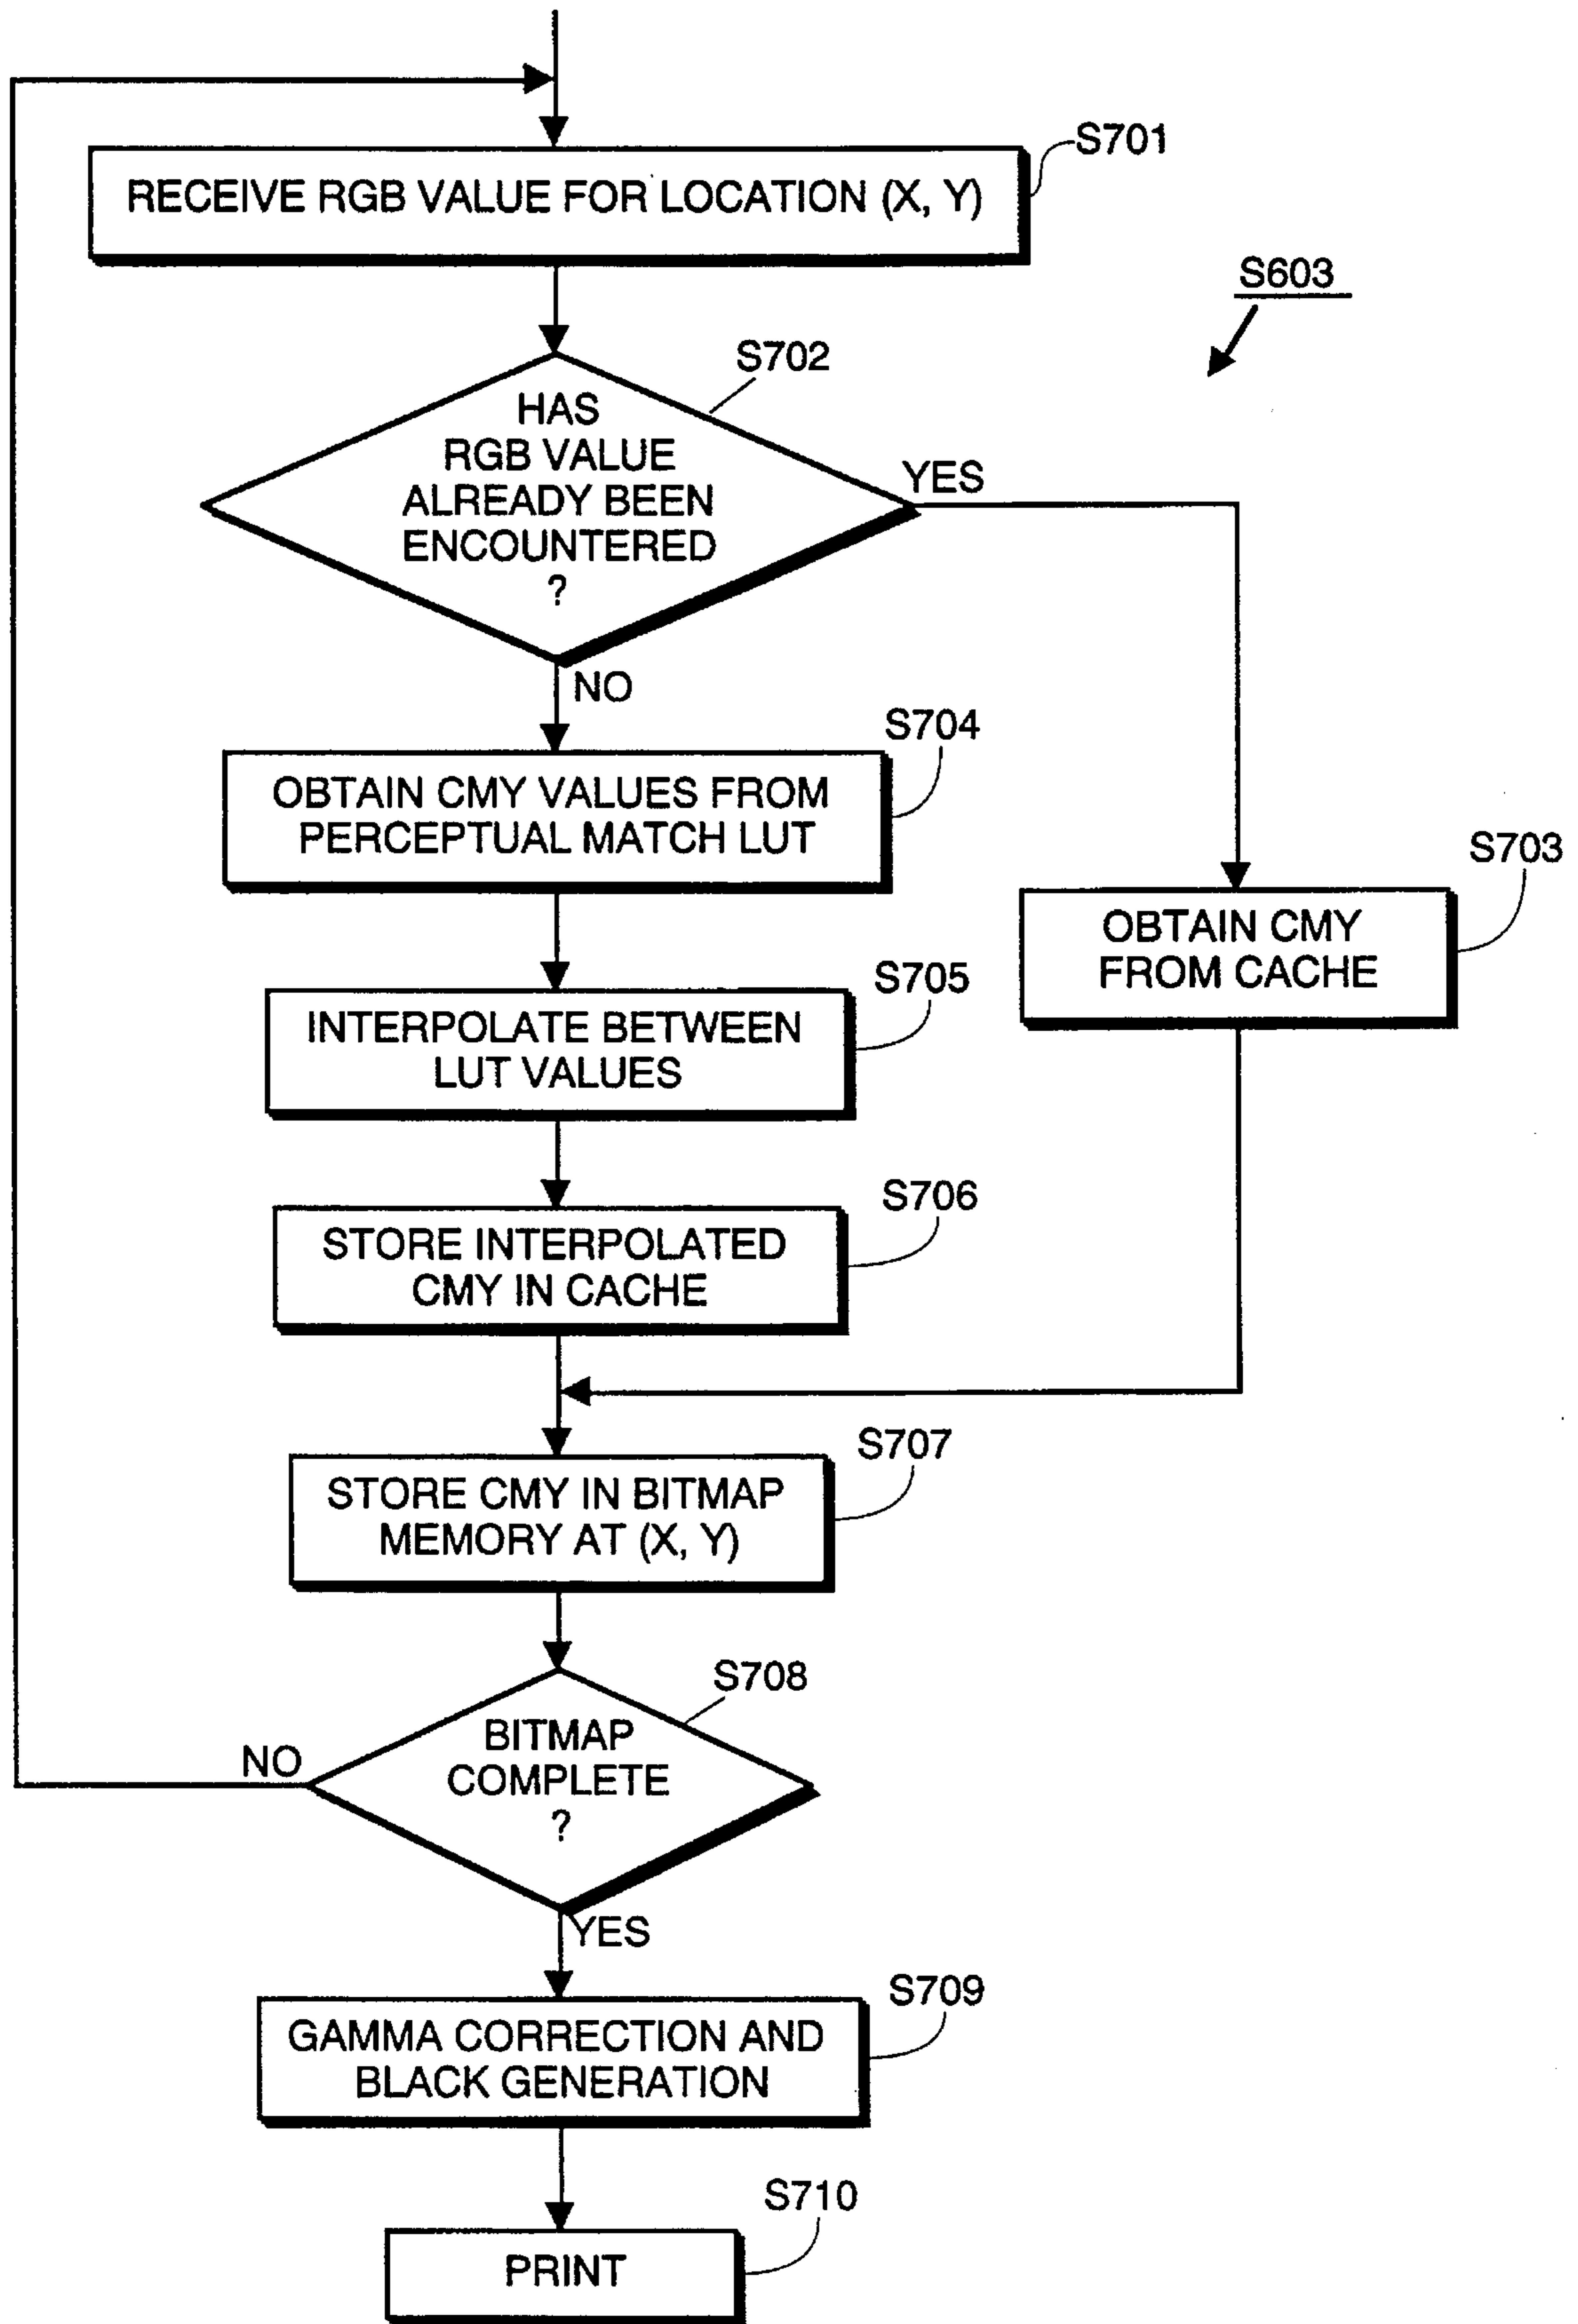 S701
RECEIVE RGB VALUE FOR LOCATION (X, Y)
S603
S702
HAS
RGB VALUE
ALREADY BEEN
ENCOUNTERED
?
YES
NO
S704
OBTAIN CMY VALUES FROM
PERCEPTUAL MATCH LUT
S703
OBTAIN CMY
FROM CACHE
S705
INTERPOLATE BETWEEN
LUT VALUES
S706
STORE INTERPOLATED
CMY IN CACHE
S707
STORE CMY IN BITMAP
MEMORY AT (X, Y)
S708
BITMAP
COMPLETE
?
NO
YES
S709
GAMMA CORRECTION AND
BLACK GENERATION
S710
PRINT